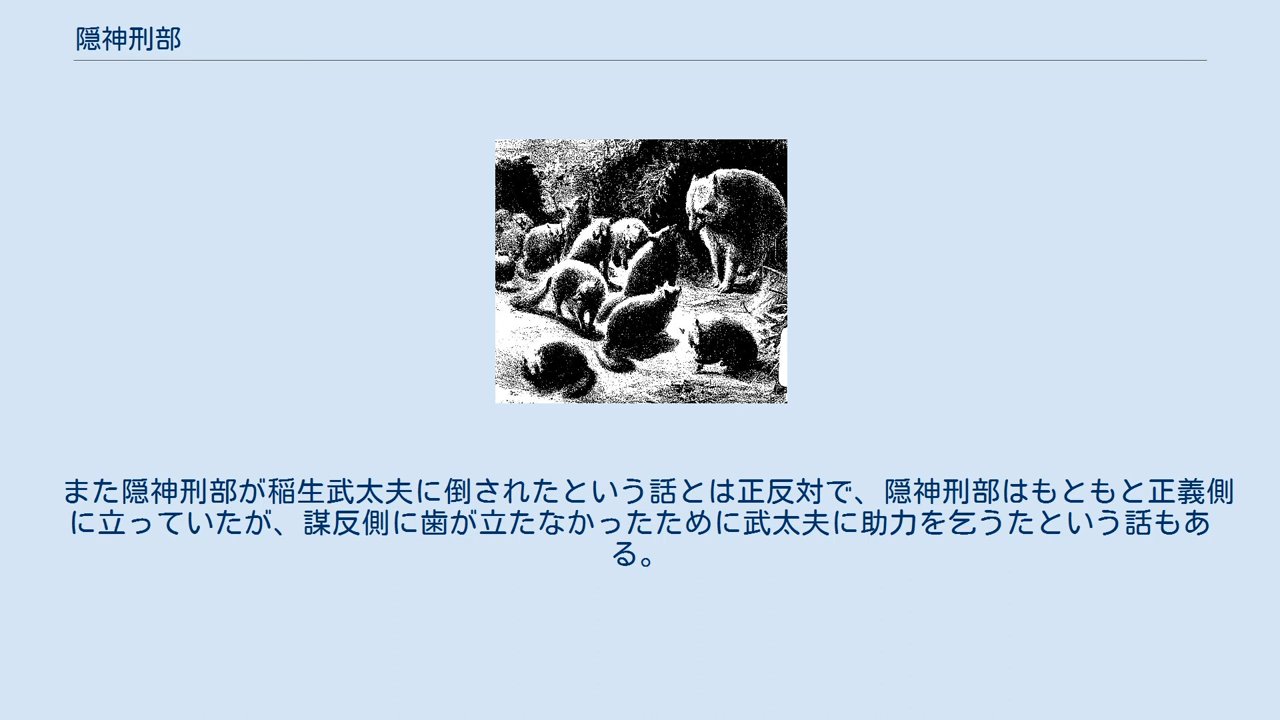 隠神刑部
また隠神刑部が稲生武太夫に倒されたという話とは正反対で、隠神刑部はもともと正義側
に立っていたが、謀反側に歯が立たなかったために武太夫に助力を乞うたという話もあ
る。